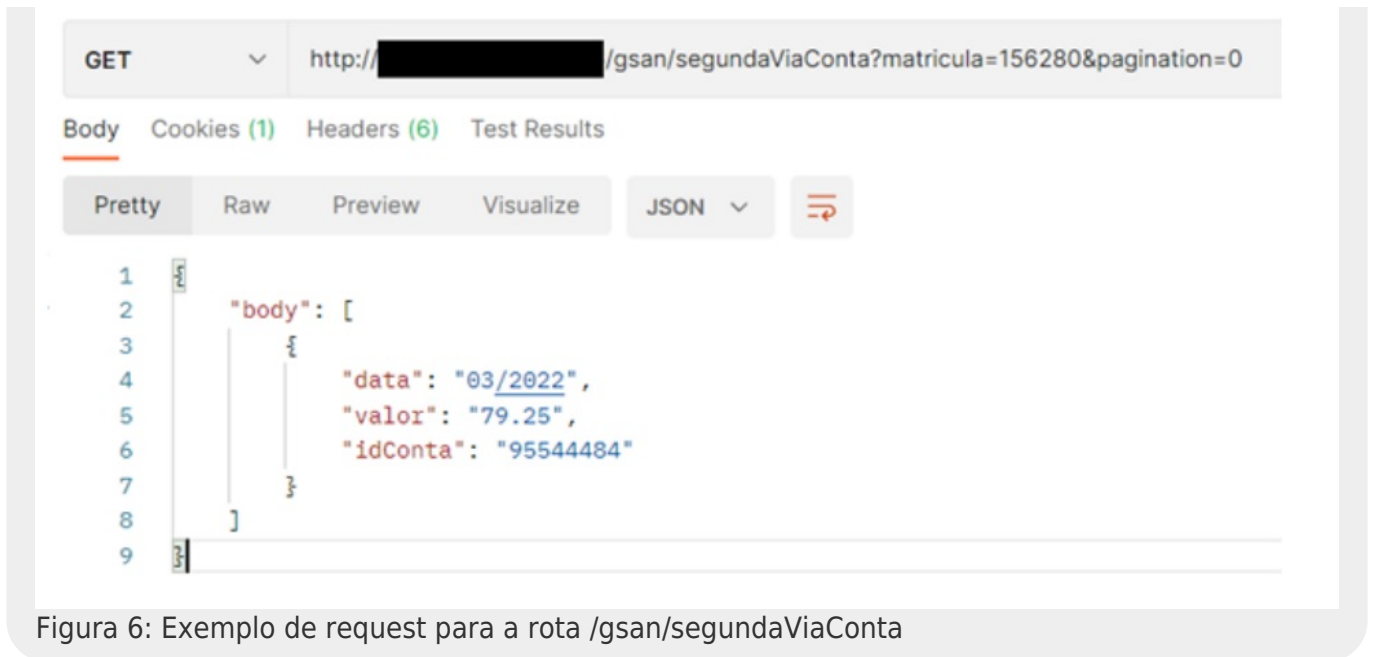 GET http:// /gsan/segundaViaConta?matricula=156280&pagination=0
Body Cookies (1) Headers (6) Test Results
Pretty Raw Preview Visualize JSON
1 {
2 "body": [
3 {
4 "data": "03/2022",
5 "valor": "79.25",
6 "idConta": "95544484"
7 }
8 ]
9 }
Figura 6: Exemplo de request para a rota /gsan/segundaViaConta